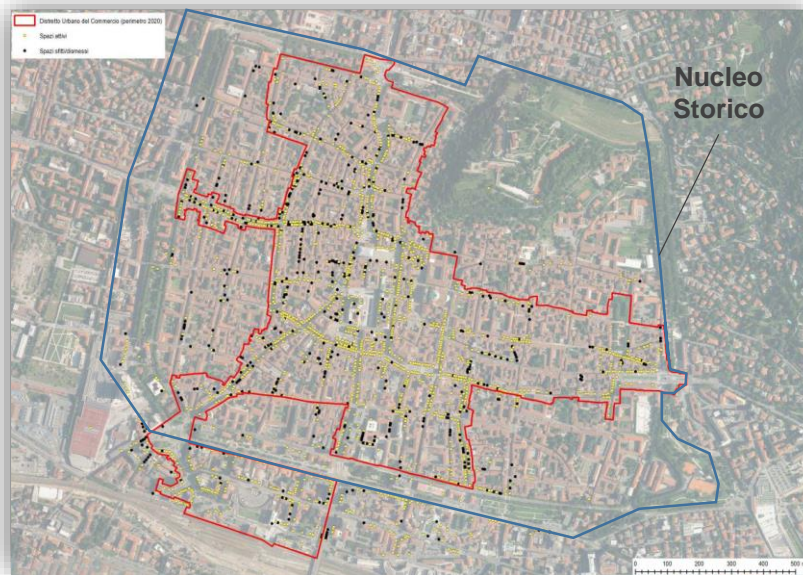 Distretto Urbano del Commercio (perimetro 2020)
Spazi attivi
Spazi sfitti/dismessi
Nucleo
Storico
0 100 200 300 400 500